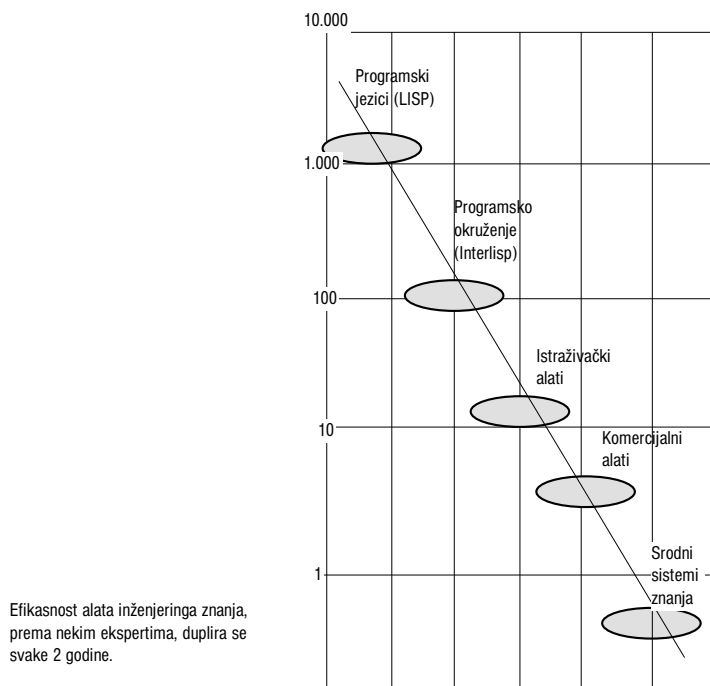 10.000
Programski
jezici (LISP)
1.000
Programsko
okruženje
(Interlisp)
100
Istraživački
alati
10
Komercijalni
alati
Srodni
sistemi
znanja
1
Efikasnost alata inženjeringa znanja,
prema nekim ekspertima, duplira se
svake 2 godine.